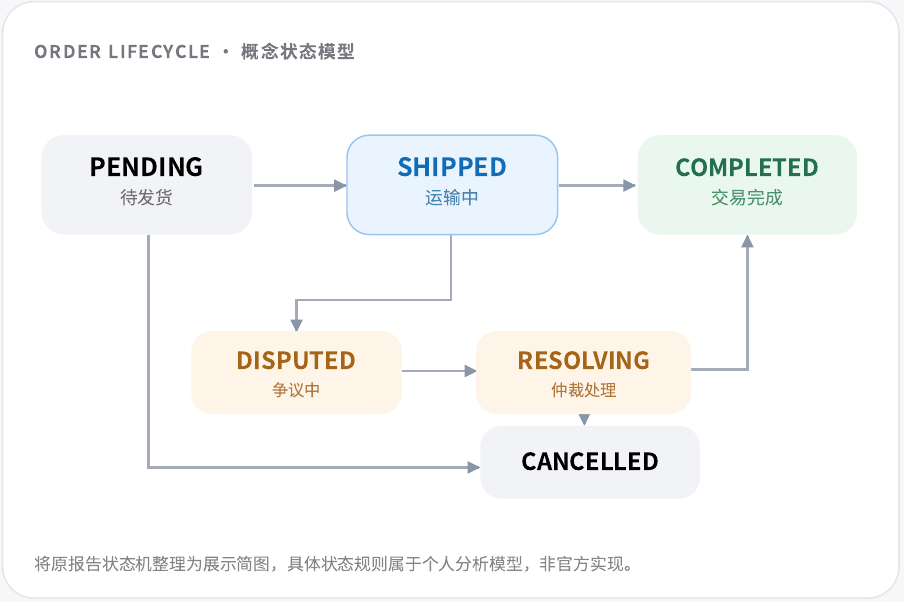 ORDER LIFECYCLE • 概念状态模型
PENDING
待发货
SHIPPED
运输中
COMPLETED
交易完成
DISPUTED
争议中
RESOLVING
仲裁处理
CANCELLED
将原报告状态机整理为展示简图，具体状态规则属于个人分析模型，非官方实现。